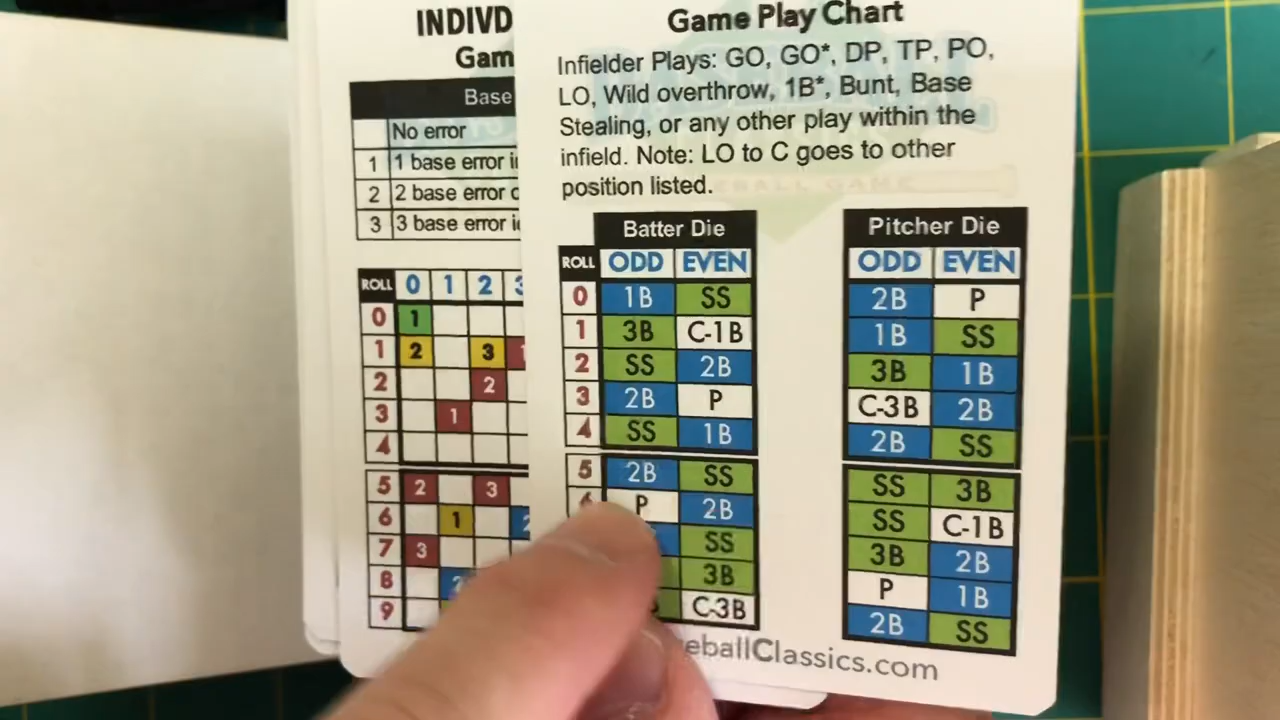 INDIVD
Gam
Base
No error
1 1 base error i
2 2 base error
3 3 base error i
ROLL 0 1 2 3
0 1
1 2 3 1
2 2
3 1
4
5 2 3
6 1 2
7 3
8 2
9
Game Play Chart
Infielder Plays: GO, GO*, DP, TP, PO,
LO, Wild overthrow, 1B*, Bunt, Base
Stealing, or any other play within the
infield. Note: LO to C goes to other
position listed.
Batter Die Pitcher Die
ROLL ODD EVEN ODD EVEN
0 1B SS 2B P
1 3B C-1B 1B SS
2 SS 2B 3B 1B
3 2B P C-3B 2B
4 SS 1B 2B SS
5 2B SS SS 3B
6 P 2B SS C-1B
SS 3B 2B
3B P 1B
C-3B 2B SS
eballClassics.com